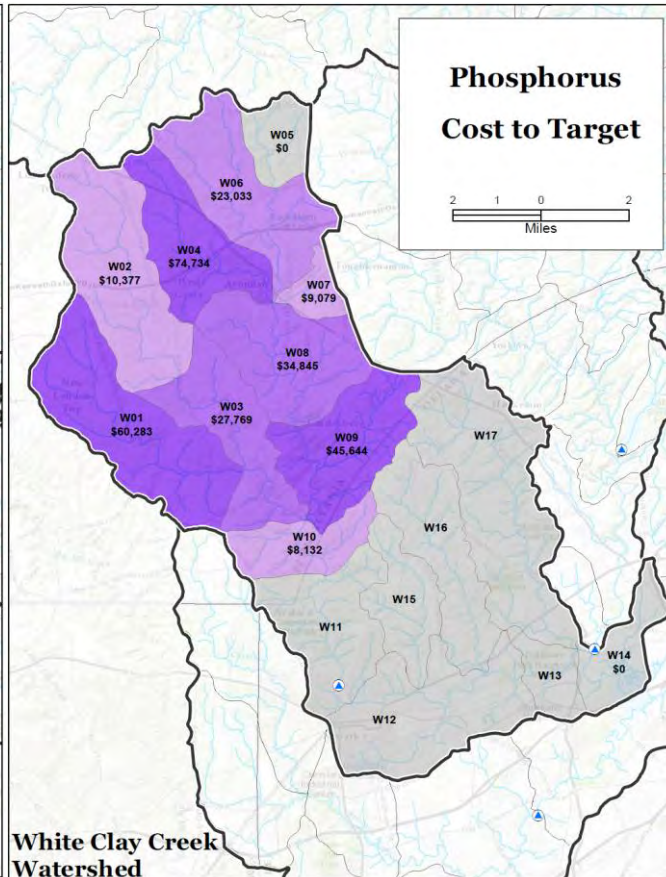 Phosphorus
Cost to Target
2 1 0 2
Miles
W05
$0
W06
$23,033
W04
$74,734
W02
$10,377
W07
$9,079
W08
$34,845
W03
$27,769
W01
$60,283
W09
$45,644
W17
W10
$8,132
W16
W15
W11
W14
$0
W13
W12
White Clay Creek
Watershed